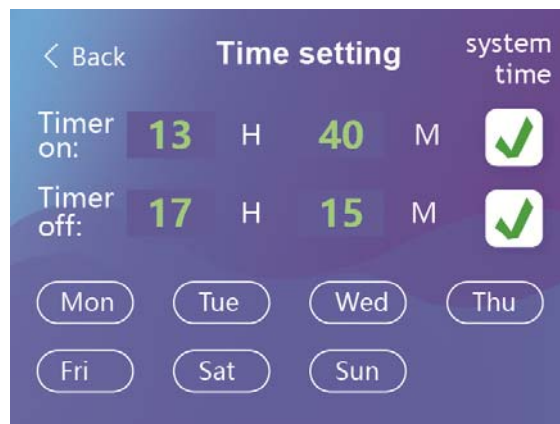 < Back Time setting system time
Timer on: 13 H 40 M
Timer off: 17 H 15 M
Mon Tue Wed Thu
Fri Sat Sun